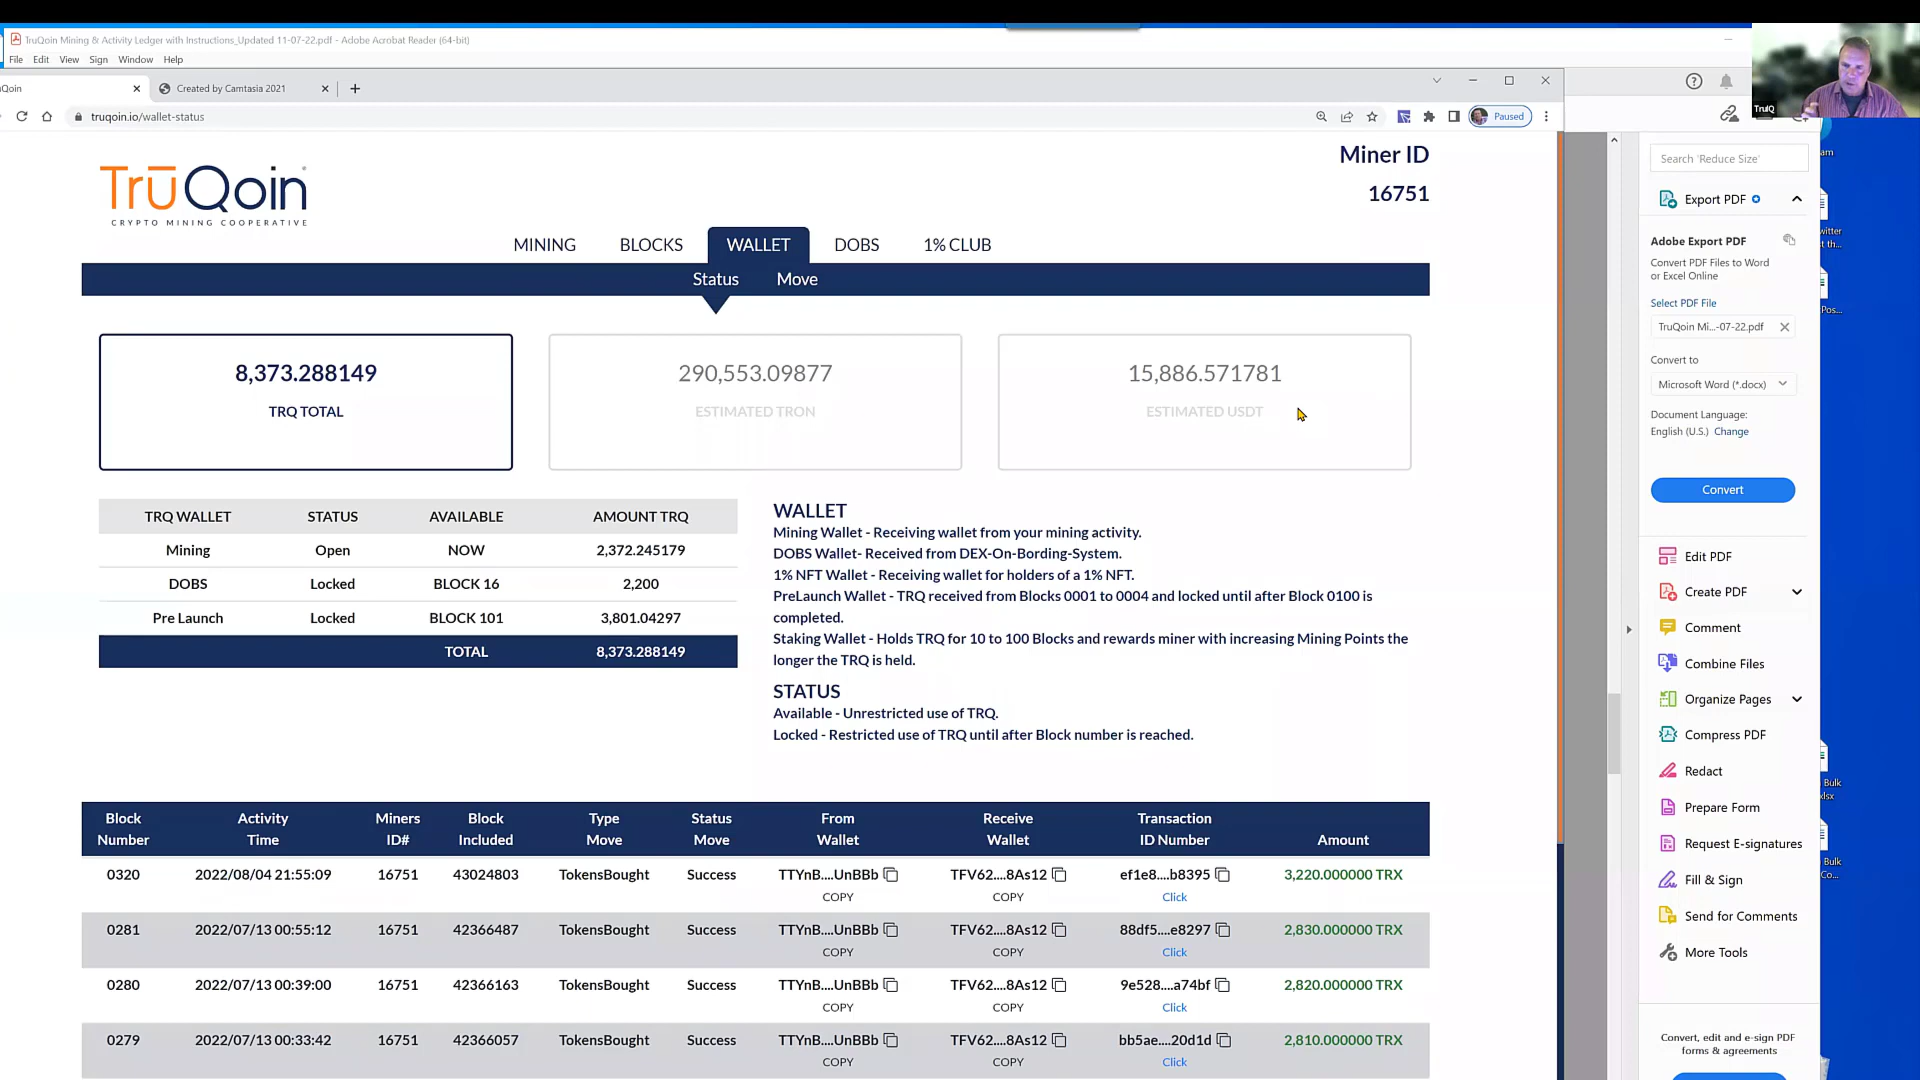 TruQoin Mining & Activity Ledger with Instructions_Updated 11-07-22.pdf - Adobe Acrobat Reader (64-bit)
File Edit View Sign Window Help
Qoin
Created by Camtasia 2021
truqoin.io/wallet-status
Paused
TruIQ
TrūQoin
CRYPTO MINING COOPERATIVE
Miner ID
16751
MINING BLOCKS WALLET DOBS 1% CLUB
Status Move
8,373.288149
TRQ TOTAL
290,553.09877
ESTIMATED TRON
15,886.571781
ESTIMATED USDT
TRQ WALLET STATUS AVAILABLE AMOUNT TRQ
Mining Open NOW 2,372.245179
DOBS Locked BLOCK 16 2,200
Pre Launch Locked BLOCK 101 3,801.04297
TOTAL 8,373.288149
WALLET
Mining Wallet - Receiving wallet from your mining activity.
DOBS Wallet- Received from DEX-On-Bording-System.
1% NFT Wallet - Receiving wallet for holders of a 1% NFT.
PreLaunch Wallet - TRQ received from Blocks 0001 to 0004 and locked until after Block 0100 is
completed.
Staking Wallet - Holds TRQ for 10 to 100 Blocks and rewards miner with increasing Mining Points the
longer the TRQ is held.
STATUS
Available - Unrestricted use of TRQ.
Locked - Restricted use of TRQ until after Block number is reached.
Block Activity Miners Block Type Status From Receive Transaction
Number Time ID# Included Move Move Wallet Wallet ID Number Amount
0320 2022/08/04 21:55:09 16751 43024803 TokensBought Success TTYnB....UnBBb TFV62....8As12 ef1e8....b8395 3,220.000000 TRX
COPY COPY Click
0281 2022/07/13 00:55:12 16751 42366487 TokensBought Success TTYnB....UnBBb TFV62....8As12 88df5....e8297 2,830.000000 TRX
COPY COPY Click
0280 2022/07/13 00:39:00 16751 42366163 TokensBought Success TTYnB....UnBBb TFV62....8As12 9e528....a74bf 2,820.000000 TRX
COPY COPY Click
0279 2022/07/13 00:33:42 16751 42366057 TokensBought Success TTYnB....UnBBb TFV62....8As12 bb5ae....20d1d 2,810.000000 TRX
COPY COPY Click
Search 'Reduce Size'
Export PDF
Adobe Export PDF
Convert PDF Files to Word
or Excel Online
Select PDF File
TruQoin Mi...-07-22.pdf
Convert to
Microsoft Word (*.docx)
Document Language:
English (U.S.) Change
Convert
Edit PDF
Create PDF
Comment
Combine Files
Organize Pages
Compress PDF
Redact
Prepare Form
Request E-signatures
Fill & Sign
Send for Comments
More Tools
Convert, edit and e-sign PDF
forms & agreements
am
witter
t th...
Pos...
Bulk
xlsx
Bulk
Co...